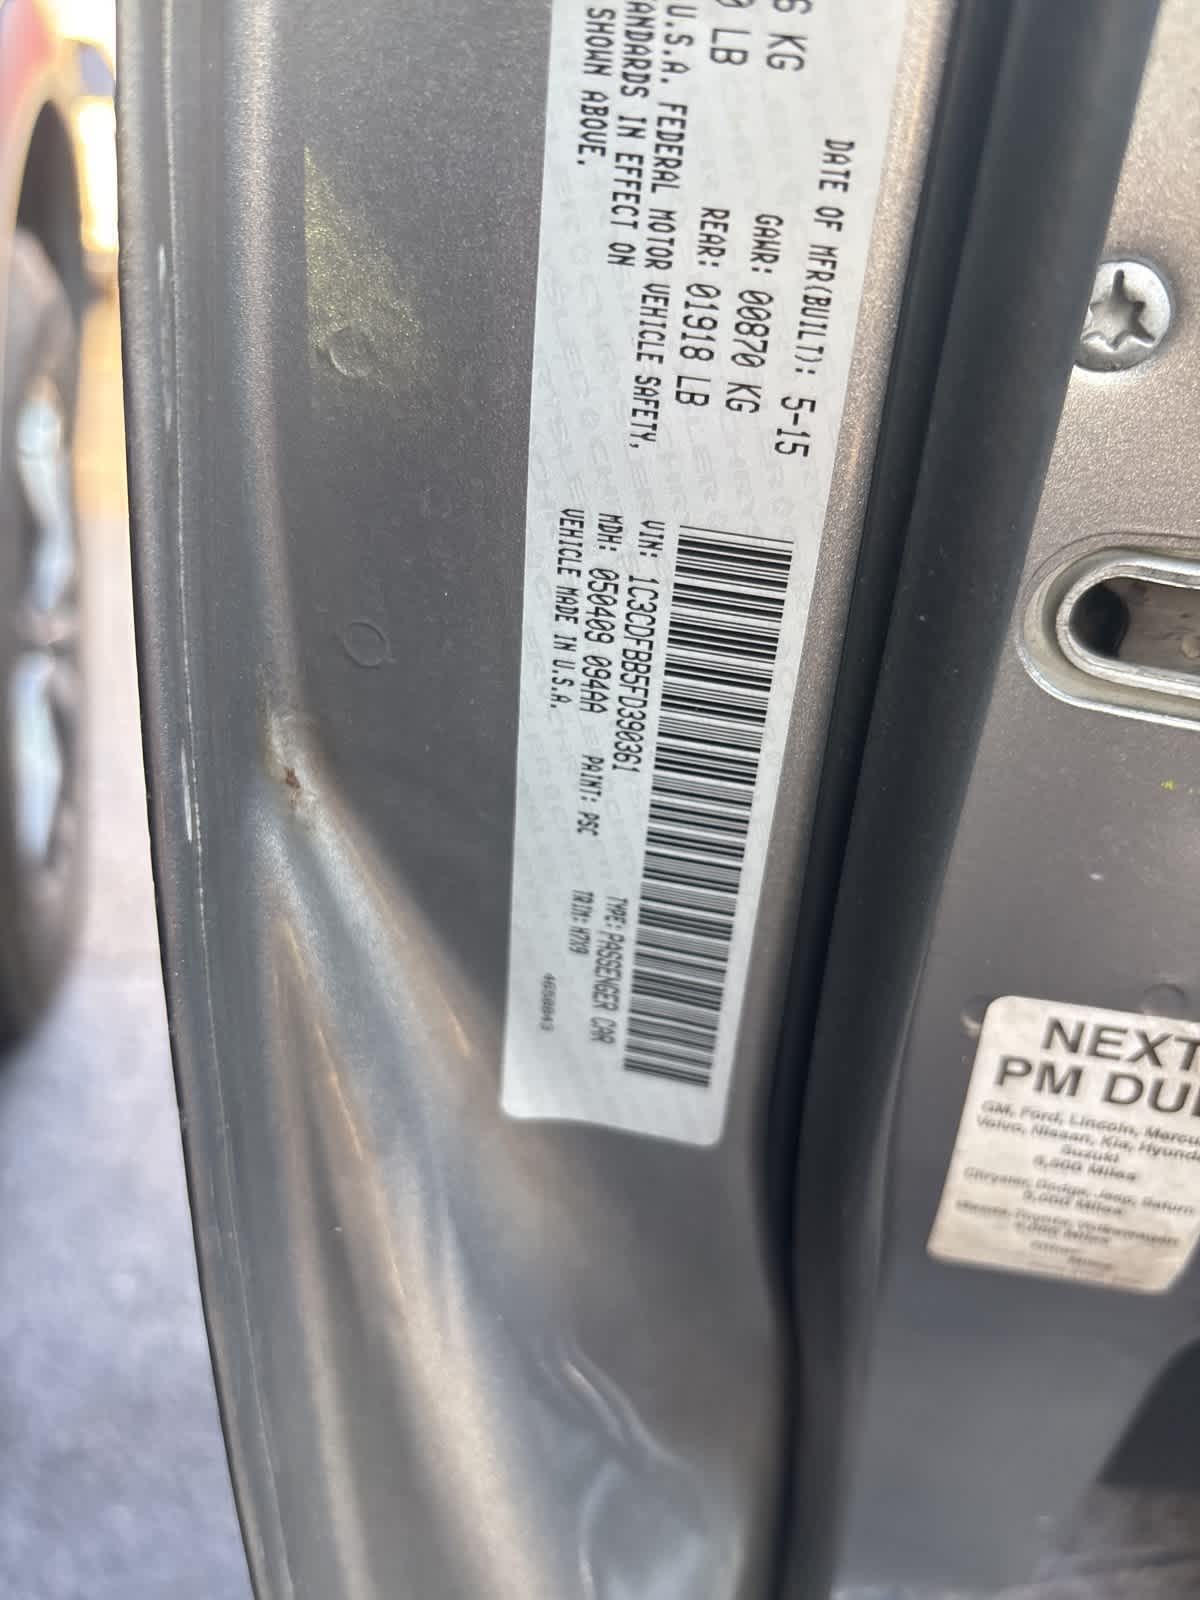 DATE OF MFR(BUILT): 5-15
6 KG
GAWR: 00870 KG
0 LB
REAR: 01918 LB
U.S.A. FEDERAL MOTOR VEHICLE SAFETY,
ANDARDS IN EFFECT ON
SHOWN ABOVE.
VIN: 1C3CDFBB5FD390361
TYPE: PASSENGER CAR
MDH: 050409 094AA
PAINT: PSC
TRIM:
VEHICLE MADE IN U.S.A.
NEXT
PM DU
GM, Ford, Lincoln, Mercu
Volvo, Nissan, Kia, Hyunda
Suzuki
Chrysler, Dodge, Jeep, Saturn